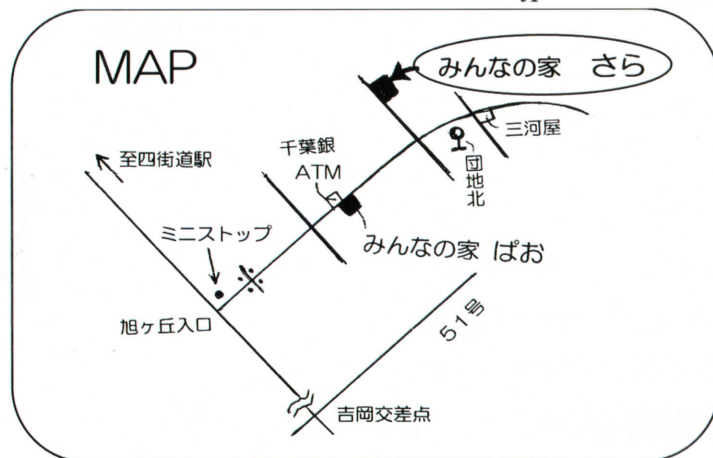 MAP
みんなの家 さら
三河屋
団地北
千葉銀
ATM
至四街道駅
ミニストップ
みんなの家 ぱお
旭ヶ丘入口
51号
吉岡交差点